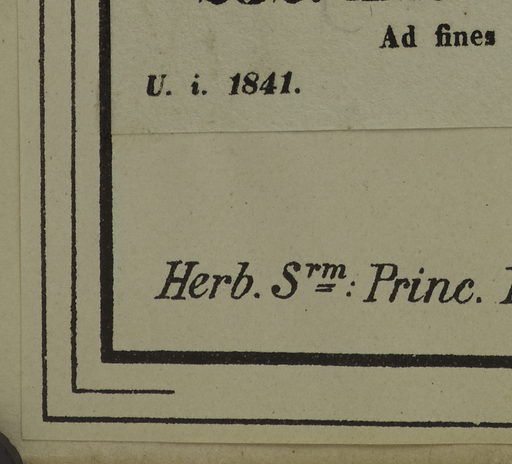 Ad fines
U. i. 1841.
Herb. Srm: Princ.